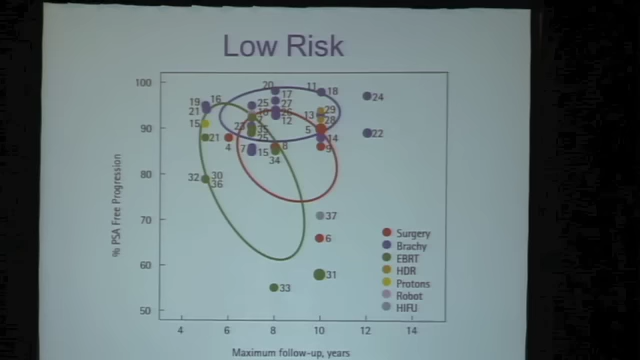 Low Risk
% PSA Free Progression
100
90
80
70
60
50
4 6 8 10 12 14
Maximum follow-up, years
20 11 18
19 16 17 24
21 25 26 29
15 12 13 28
21 4 5 14 22
7 15 8 9
34
32 30
36
37
6
31
33
Surgery
Brachy
EBRT
HDR
Protons
Robot
HIFU